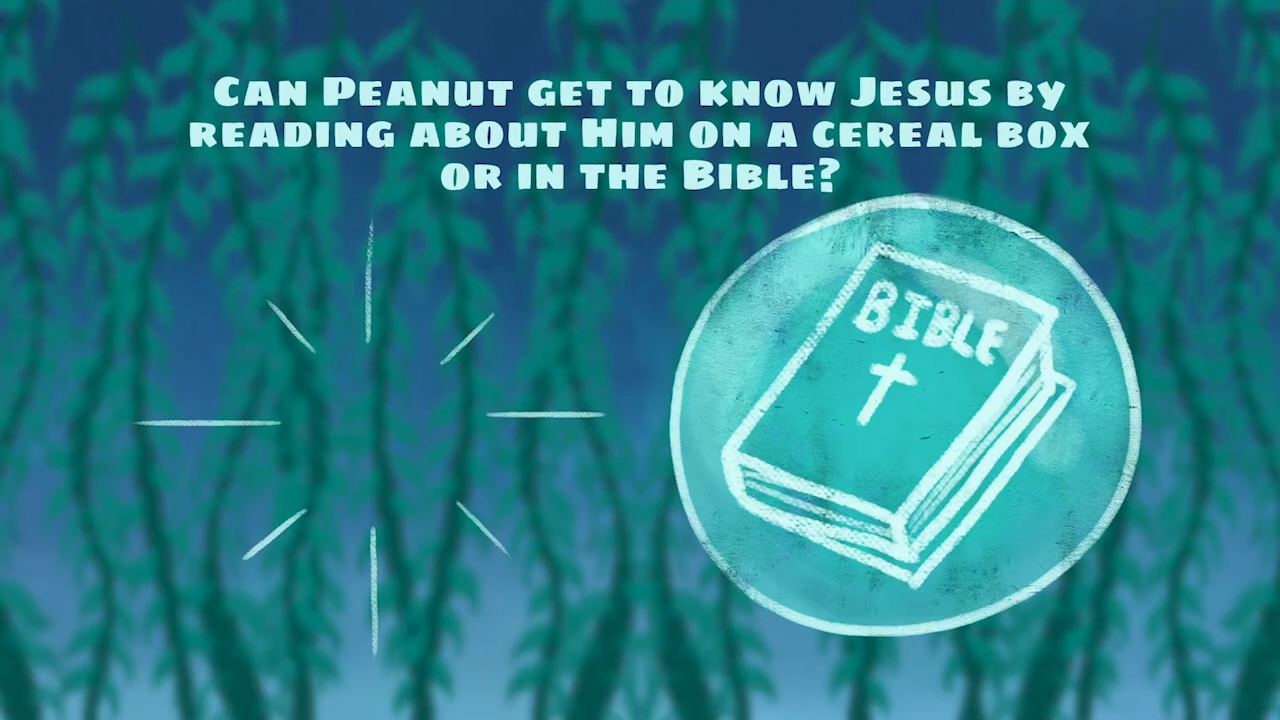 Can Peanut get to know Jesus by
reading about Him on a cereal box
or in the Bible?
BIBLE